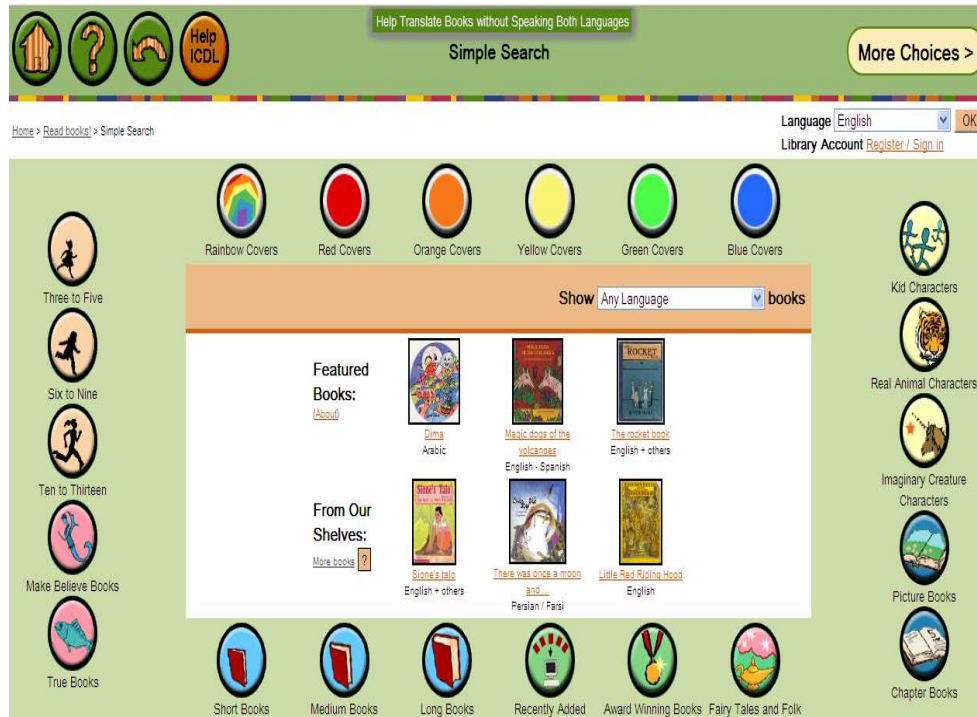 Help Translate Books without Speaking Both Languages
Help
ICDL
Simple Search
More Choices >
Home > Read books! > Simple Search
Language English OK
Library Account Register / Sign in
Rainbow Covers
Red Covers
Orange Covers
Yellow Covers
Green Covers
Blue Covers
Three to Five
Six to Nine
Ten to Thirteen
Make Believe Books
True Books
Show Any Language books
Featured
Books:
(About)
Dima
Arabic
Magic dogs of the
volcanoes
English - Spanish
ROCKET
The rocket book
English + others
From Our
Shelves:
More books ?
Sione's Talo
Sione's talo
English + others
There was once a moon
and ...
Persian / Farsi
Little Red Riding Hood
English
Kid Characters
Real Animal Characters
Imaginary Creature
Characters
Picture Books
Chapter Books
Short Books
Medium Books
Long Books
Recently Added
Award Winning Books
Fairy Tales and Folk